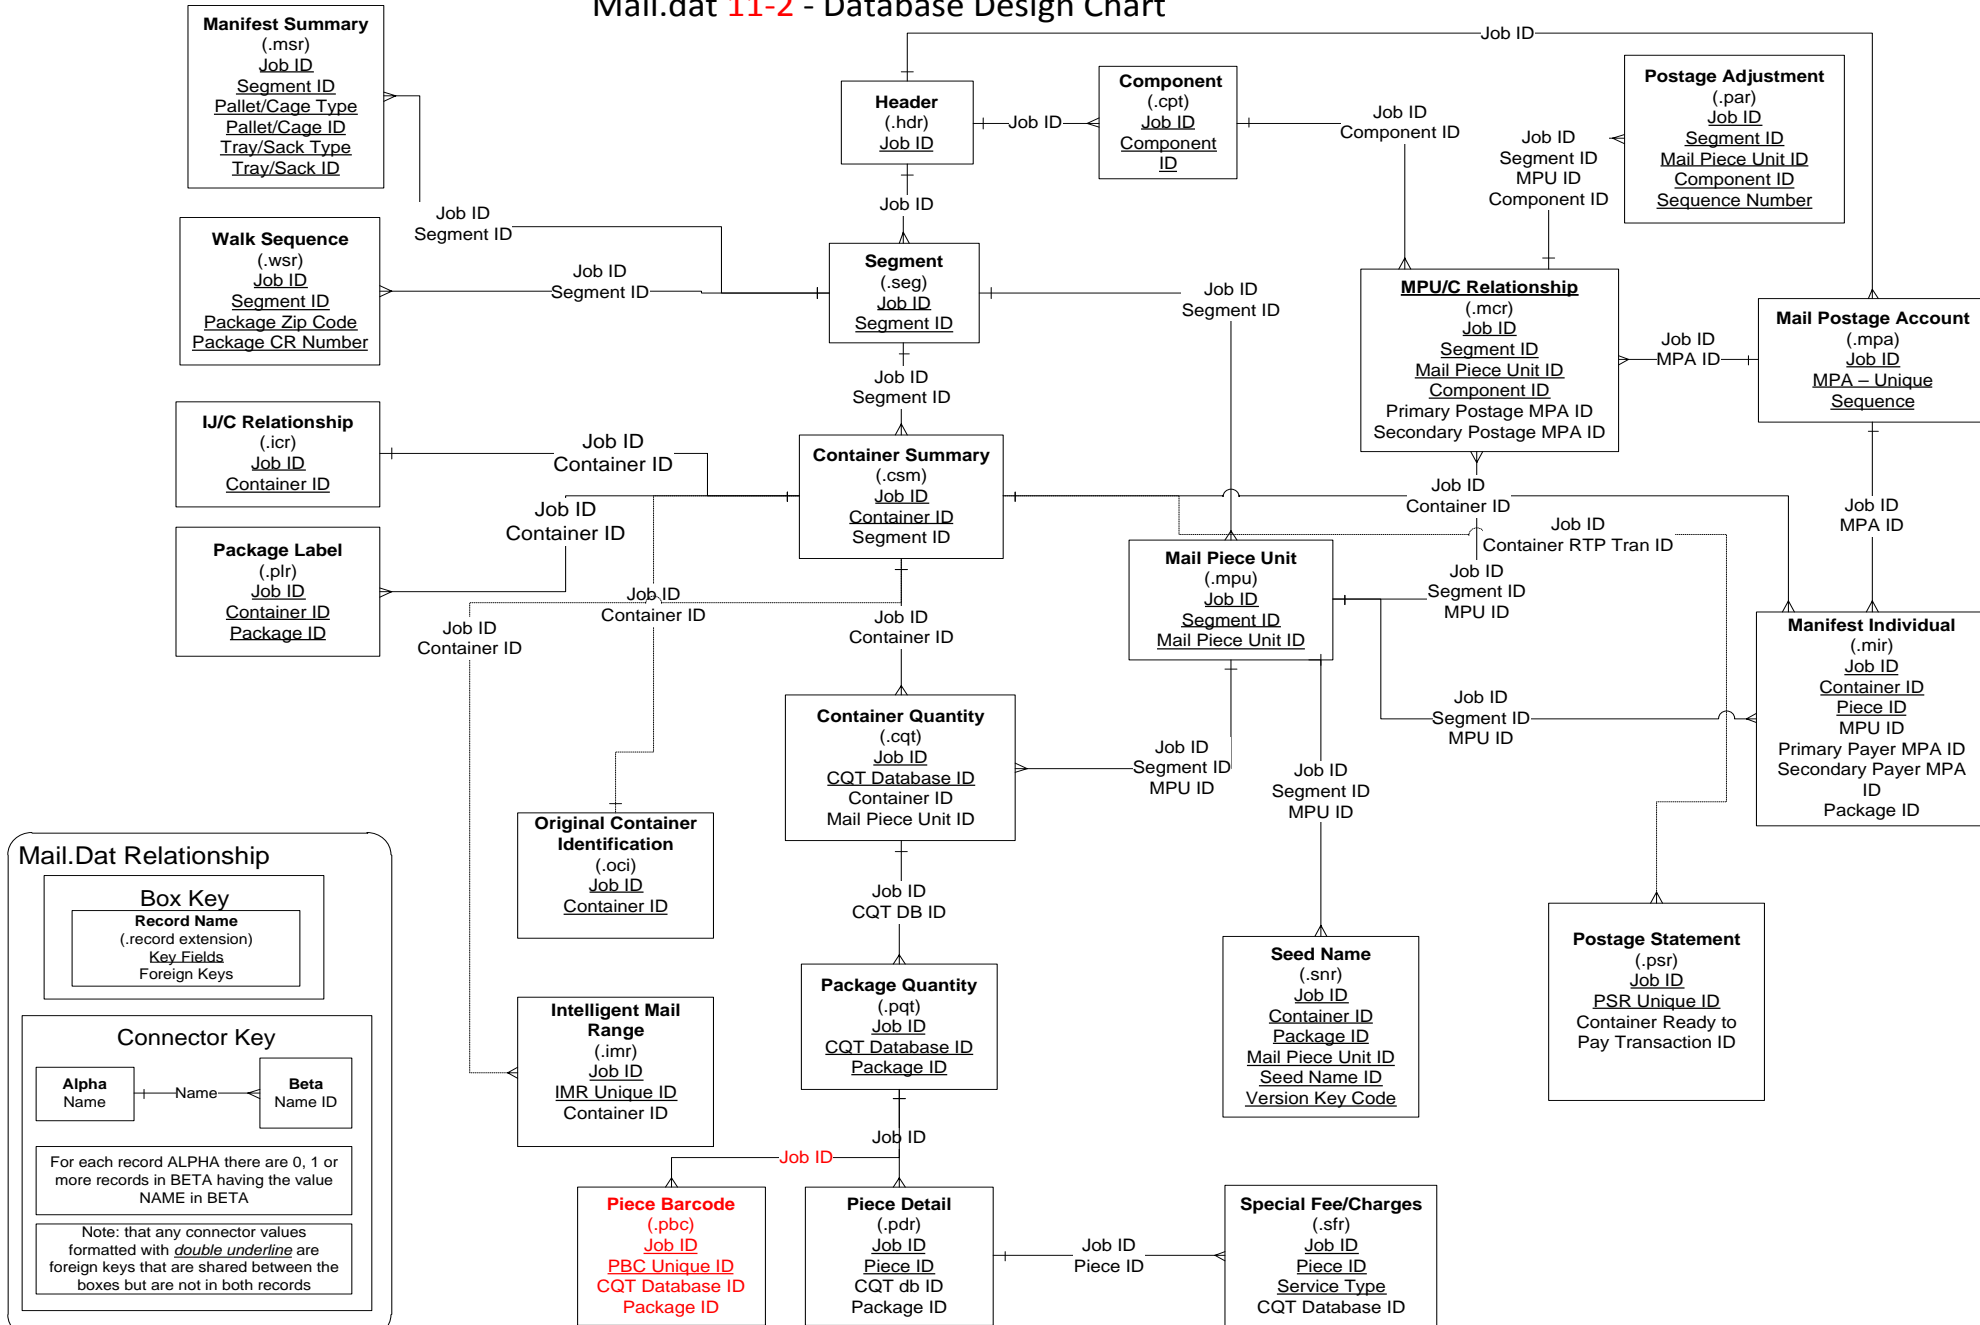 Mail.dat 11-2 - Database Design Chart
Manifest Summary
(.msr)
Job ID
Segment ID
Pallet/Cage Type
Pallet/Cage ID
Tray/Sack Type
Tray/Sack ID
Job ID
Header
(.hdr)
Job ID
Job ID
Component
(.cpt)
Job ID
Component
ID
Job ID
Component ID
Postage Adjustment
(.par)
Job ID
Segment ID
Mail Piece Unit ID
Component ID
Sequence Number
Job ID
Segment ID
MPU ID
Component ID
Job ID
Segment ID
Job ID
Walk Sequence
(.wsr)
Job ID
Segment ID
Package Zip Code
Package CR Number
Job ID
Segment ID
Segment
(.seg)
Job ID
Segment ID
Job ID
Segment ID
MPU/C Relationship
(.mcr)
Job ID
Segment ID
Mail Piece Unit ID
Component ID
Primary Postage MPA ID
Secondary Postage MPA ID
Job ID
MPA ID
Mail Postage Account
(.mpa)
Job ID
MPA – Unique
Sequence
Job ID
Segment ID
IJ/C Relationship
(.icr)
Job ID
Container ID
Job ID
Container ID
Container Summary
(.csm)
Job ID
Container ID
Segment ID
Job ID
Container ID
Job ID
MPA ID
Package Label
(.plr)
Job ID
Container ID
Package ID
Job ID
Container ID
Job ID
Container RTP Tran ID
Mail Piece Unit
(.mpu)
Job ID
Segment ID
Mail Piece Unit ID
Job ID
Segment ID
MPU ID
Job ID
Container ID
Job ID
Container ID
Job ID
Container ID
Manifest Individual
(.mir)
Job ID
Container ID
Piece ID
MPU ID
Primary Payer MPA ID
Secondary Payer MPA
ID
Package ID
Job ID
Segment ID
MPU ID
Container Quantity
(.cqt)
Job ID
CQT Database ID
Container ID
Mail Piece Unit ID
Job ID
Segment ID
MPU ID
Job ID
Segment ID
MPU ID
Original Container
Identification
(.oci)
Job ID
Container ID
Job ID
CQT DB ID
Mail.Dat Relationship
Box Key
Record Name
(.record extension)
Key Fields
Foreign Keys
Connector Key
Alpha
Name
Name
Beta
Name ID
For each record ALPHA there are 0, 1 or
more records in BETA having the value
NAME in BETA
Note: that any connector values
formatted with double underline are
foreign keys that are shared between the
boxes but are not in both records
Intelligent Mail
Range
(.imr)
Job ID
IMR Unique ID
Container ID
Package Quantity
(.pqt)
Job ID
CQT Database ID
Package ID
Seed Name
(.snr)
Job ID
Container ID
Package ID
Mail Piece Unit ID
Seed Name ID
Version Key Code
Postage Statement
(.psr)
Job ID
PSR Unique ID
Container Ready to
Pay Transaction ID
Job ID
Job ID
Piece Barcode
(.pbc)
Job ID
PBC Unique ID
CQT Database ID
Package ID
Piece Detail
(.pdr)
Job ID
Piece ID
CQT db ID
Package ID
Job ID
Piece ID
Special Fee/Charges
(.sfr)
Job ID
Piece ID
Service Type
CQT Database ID